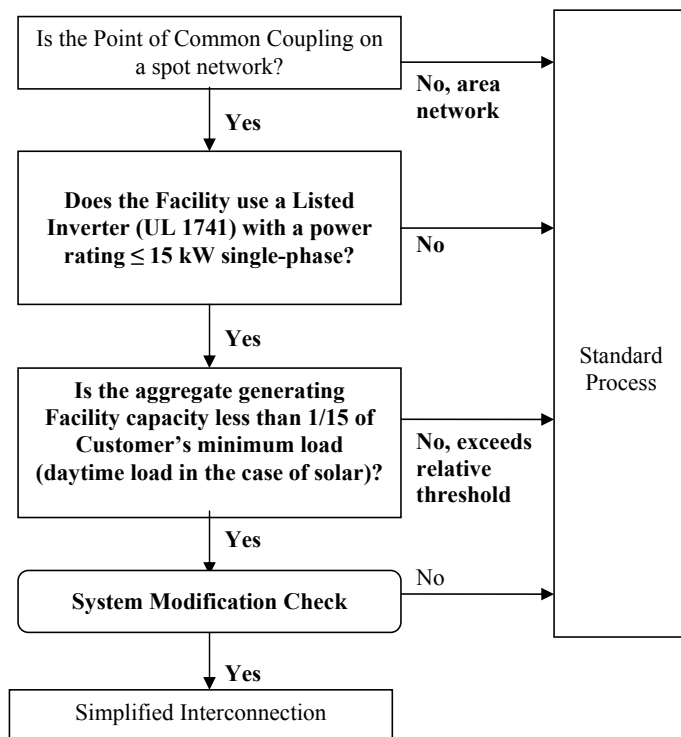 Is the Point of Common Coupling on
a spot network?
No, area
network
Yes
Does the Facility use a Listed
Inverter (UL 1741) with a power
rating ≤ 15 kW single-phase?
No
Yes
Is the aggregate generating
Facility capacity less than 1/15 of
Customer's minimum load
(daytime load in the case of solar)?
No, exceeds
relative
threshold
Standard
Process
Yes
System Modification Check
No
Yes
Simplified Interconnection